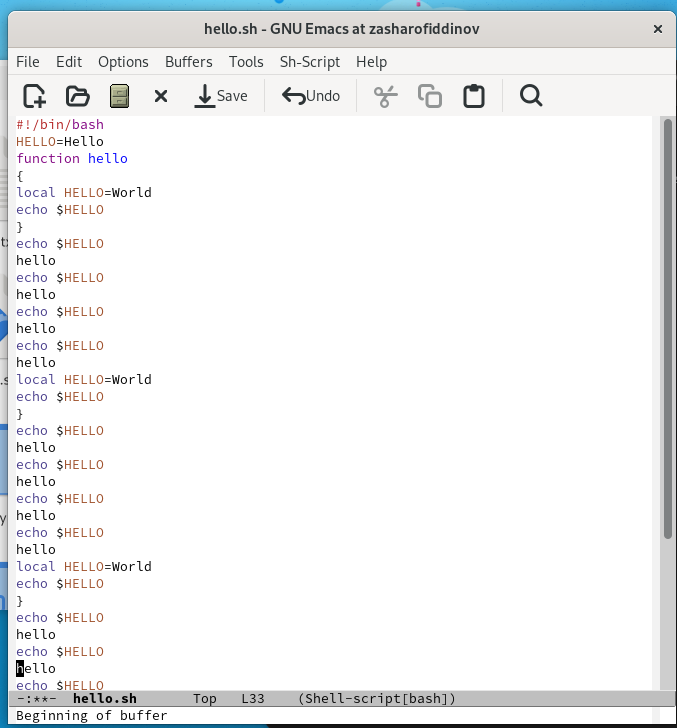 hello.sh - GNU Emacs at zasharofiddinov
File Edit Options Buffers Tools Sh-Script Help
Save Undo
#!/bin/bash
HELLO=Hello
function hello
{
local HELLO=World
echo $HELLO
}
echo $HELLO
hello
echo $HELLO
hello
echo $HELLO
hello
echo $HELLO
hello
local HELLO=World
echo $HELLO
}
echo $HELLO
hello
echo $HELLO
hello
echo $HELLO
hello
echo $HELLO
hello
local HELLO=World
echo $HELLO
}
echo $HELLO
hello
echo $HELLO
hello
echo $HELLO
-:**- hello.sh Top L33 (Shell-script[bash])
Beginning of buffer